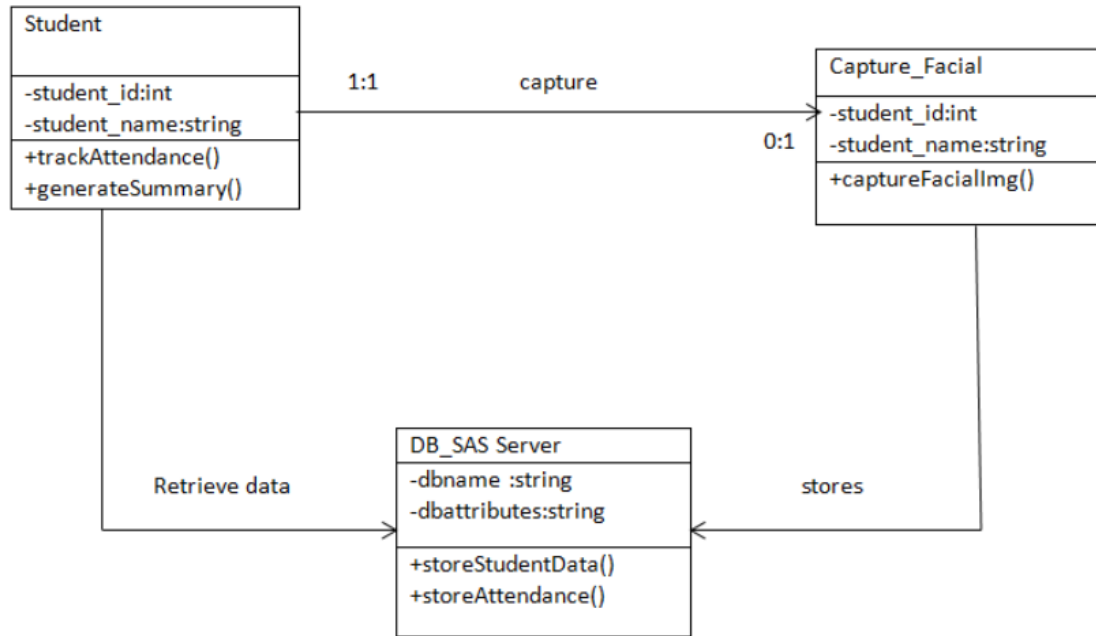 Student
-student_id:int
-student_name:string
+trackAttendance()
+generateSummary()
1:1
capture
0:1
Capture_Facial
-student_id:int
-student_name:string
+captureFacialImg()
Retrieve data
DB_SAS Server
-dbname :string
-dbattributes:string
+storeStudentData()
+storeAttendance()
stores